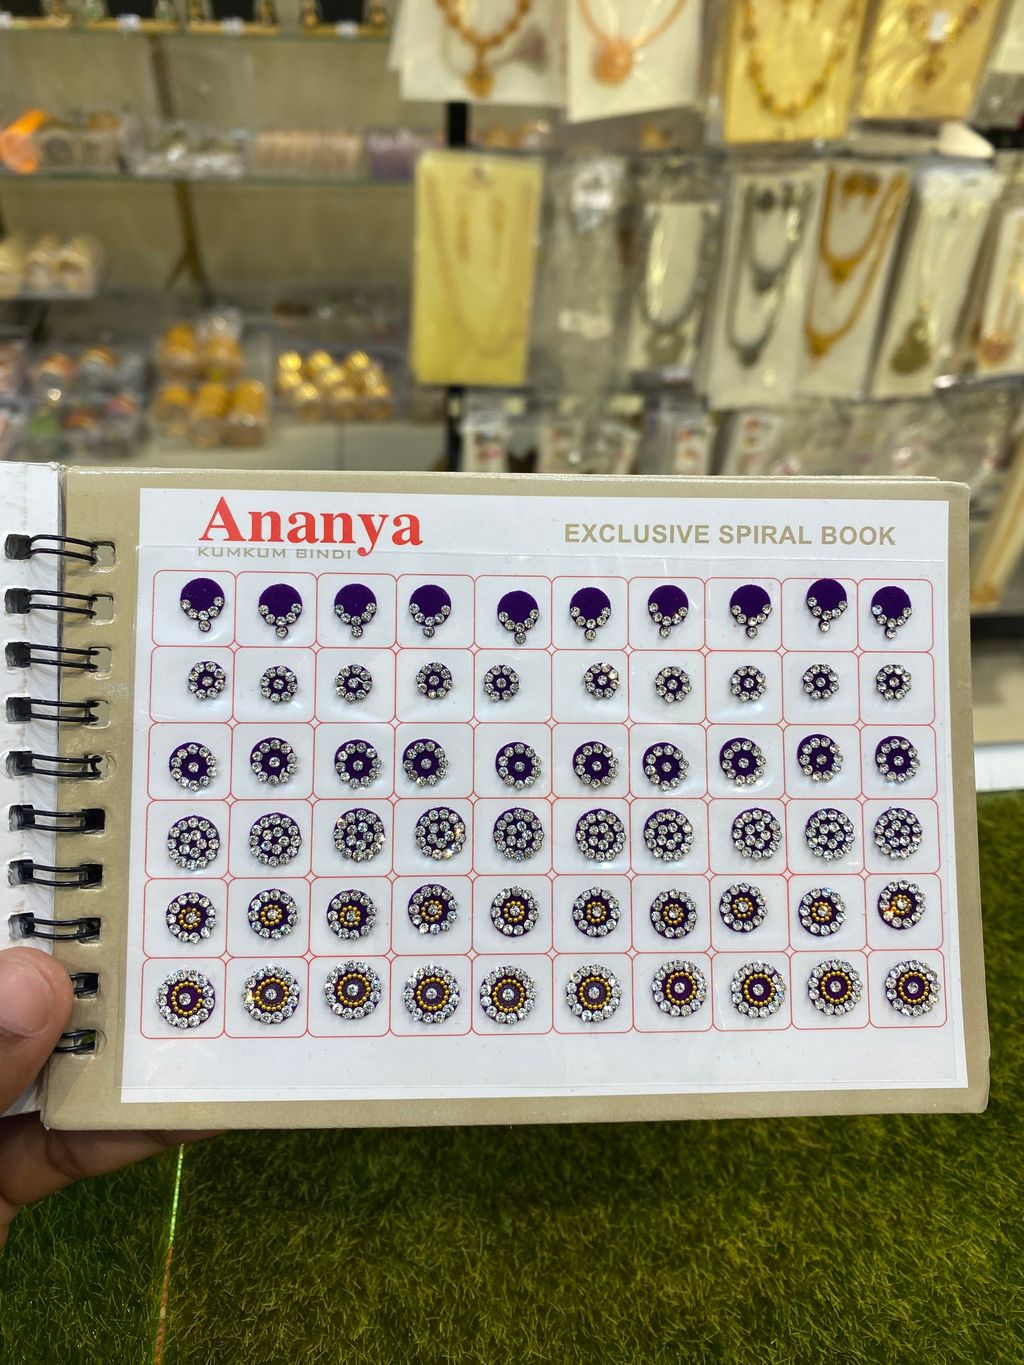 Ananya
KUMKUM BINDI
EXCLUSIVE SPIRAL BOOK